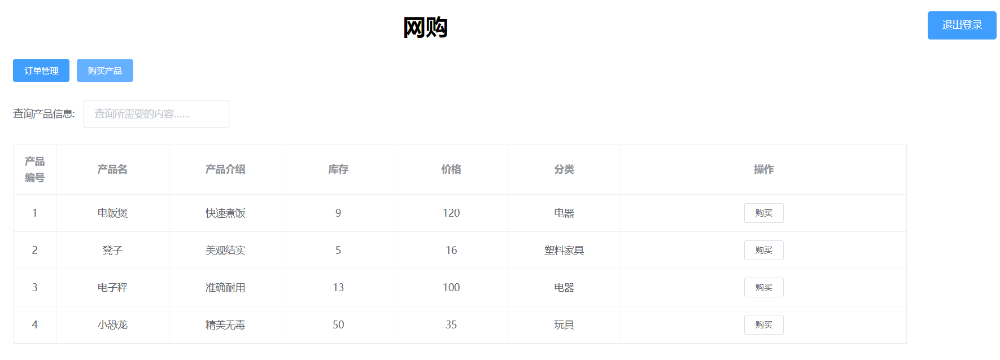 网购
退出登录
订单管理 购买产品
查询产品信息: 查询所需要的内容……
产品编号 产品名 产品介绍 库存 价格 分类 操作
1 电饭煲 快速煮饭 9 120 电器 购买
2 凳子 美观结实 5 16 塑料家具 购买
3 电子秤 准确耐用 13 100 电器 购买
4 小恐龙 精美无毒 50 35 玩具 购买